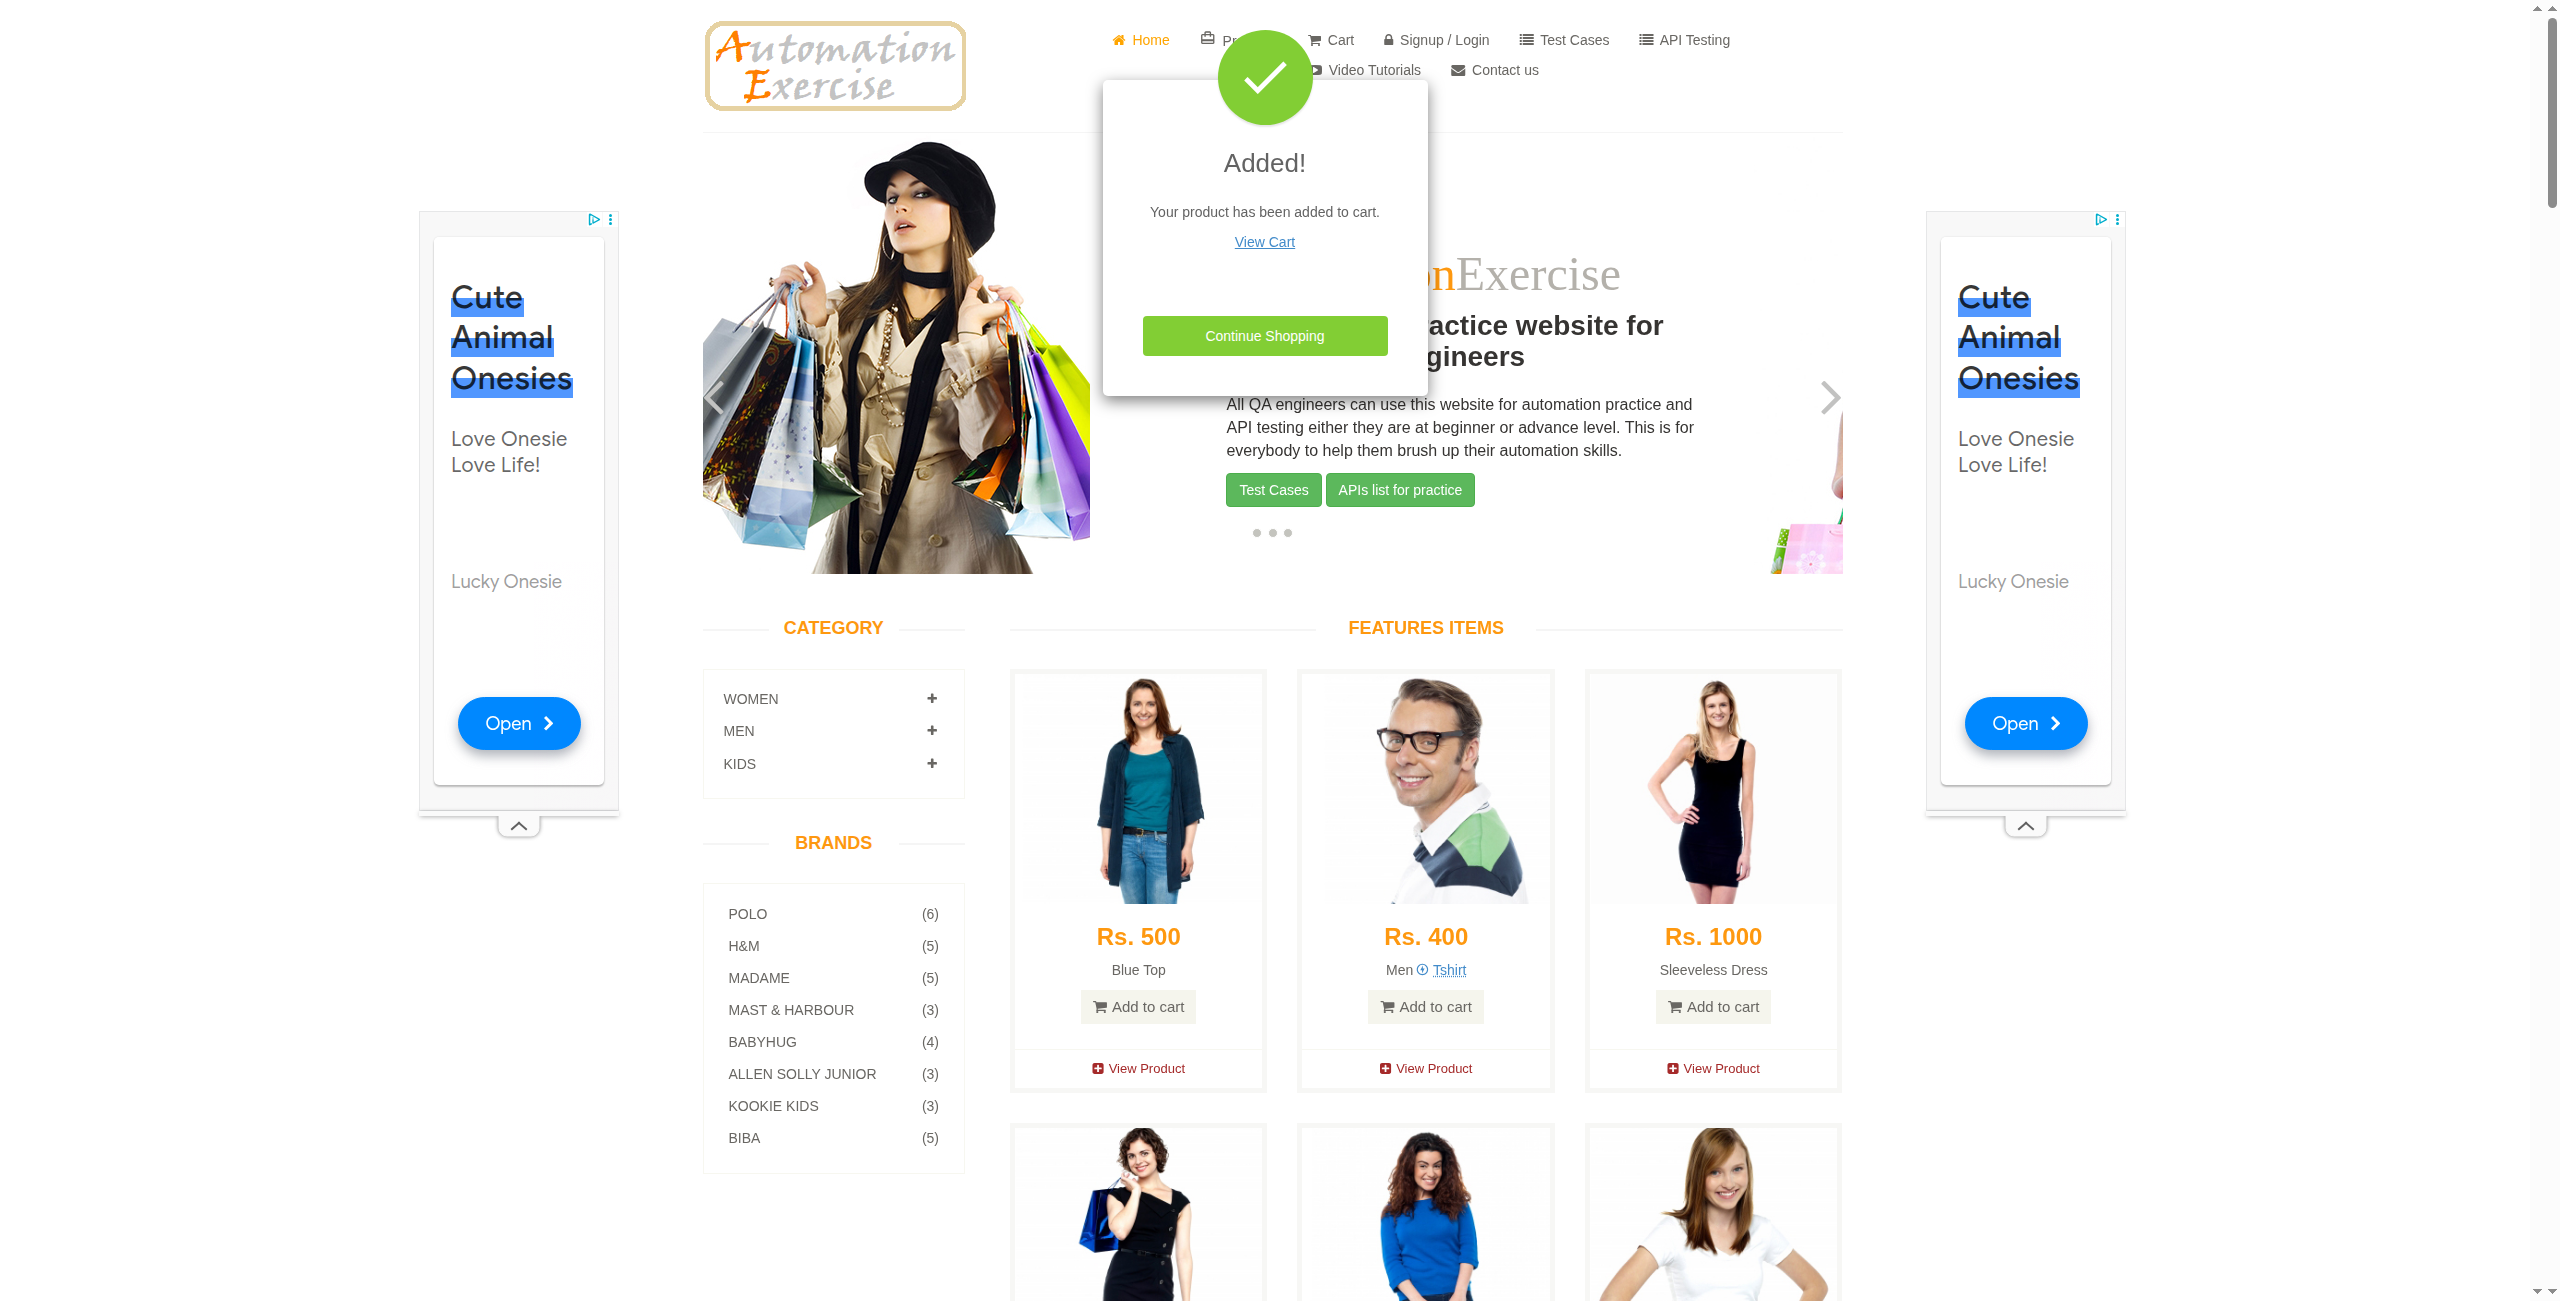 Automation
Exercise
Home
Cart
Signup / Login
Test Cases
API Testing
Video Tutorials
Contact us
Added!
Your product has been added to cart.
View Cart
Continue Shopping
onExercise
actice website for
gineers
All QA engineers can use this website for automation practice and
API testing either they are at beginner or advance level. This is for
everybody to help them brush up their automation skills.
Test Cases
APIs list for practice
Cute
Animal
Onesies
Love Onesie
Love Life!
Lucky Onesie
Open
Cute
Animal
Onesies
Love Onesie
Love Life!
Lucky Onesie
Open
CATEGORY
WOMEN
MEN
KIDS
BRANDS
POLO (6)
H&M (5)
MADAME (5)
MAST & HARBOUR (3)
BABYHUG (4)
ALLEN SOLLY JUNIOR (3)
KOOKIE KIDS (3)
BIBA (5)
FEATURES ITEMS
Rs. 500
Blue Top
Add to cart
View Product
Rs. 400
Men Tshirt
Add to cart
View Product
Rs. 1000
Sleeveless Dress
Add to cart
View Product